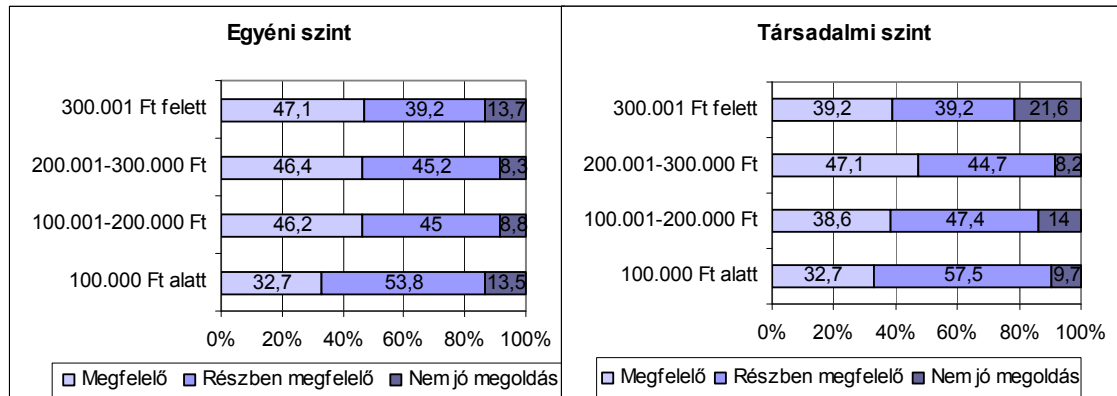 Egyéni szint
300.001 Ft felett 47,1 39,2 13,7
200.001-300.000 Ft 46,4 45,2 8,3
100.001-200.000 Ft 46,2 45 8,8
100.000 Ft alatt 32,7 53,8 13,5
0% 20% 40% 60% 80% 100%
Megfelelő Részben megfelelő Nem jó megoldás
Társadalmi szint
300.001 Ft felett 39,2 39,2 21,6
200.001-300.000 Ft 47,1 44,7 8,2
100.001-200.000 Ft 38,6 47,4 14
100.000 Ft alatt 32,7 57,5 9,7
0% 20% 40% 60% 80% 100%
Megfelelő Részben megfelelő Nem jó megoldás